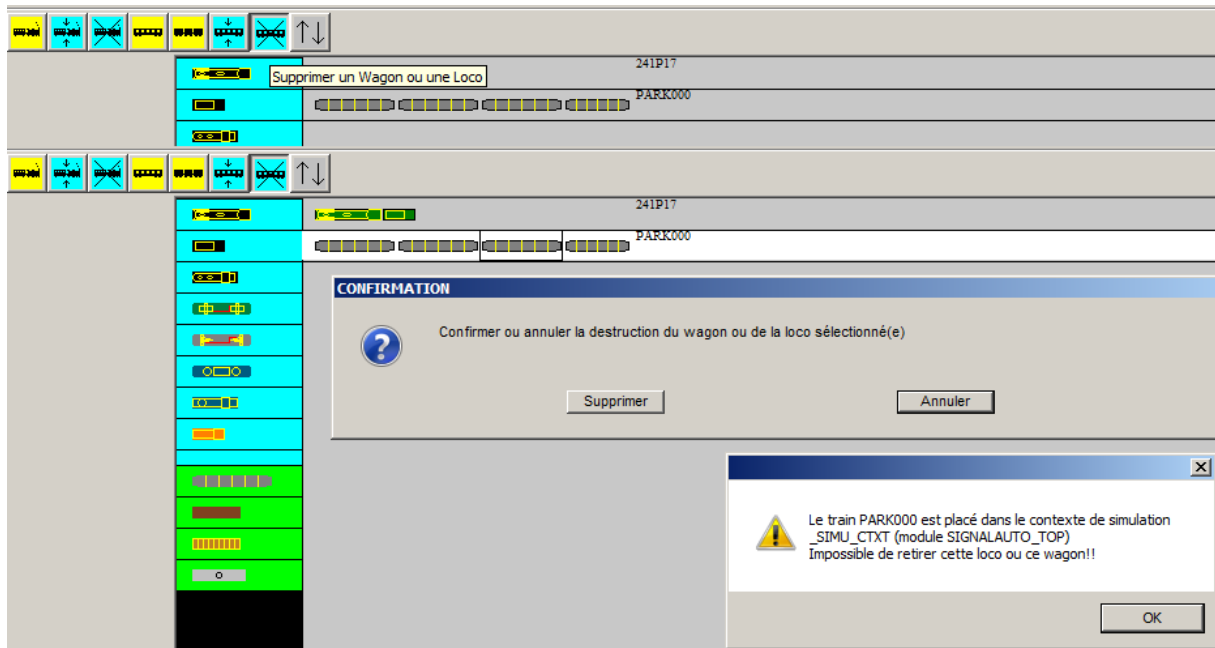 241P17
Supprimer un Wagon ou une Loco
PARK000
241P17
PARK000
CONFIRMATION
Confirmer ou annuler la destruction du wagon ou de la loco sélectionné(e)
Supprimer
Annuler
Le train PARK000 est placé dans le contexte de simulation
_SIMU_CTXT (module SIGNALAUTO_TOP)
Impossible de retirer cette loco ou ce wagon!!
OK